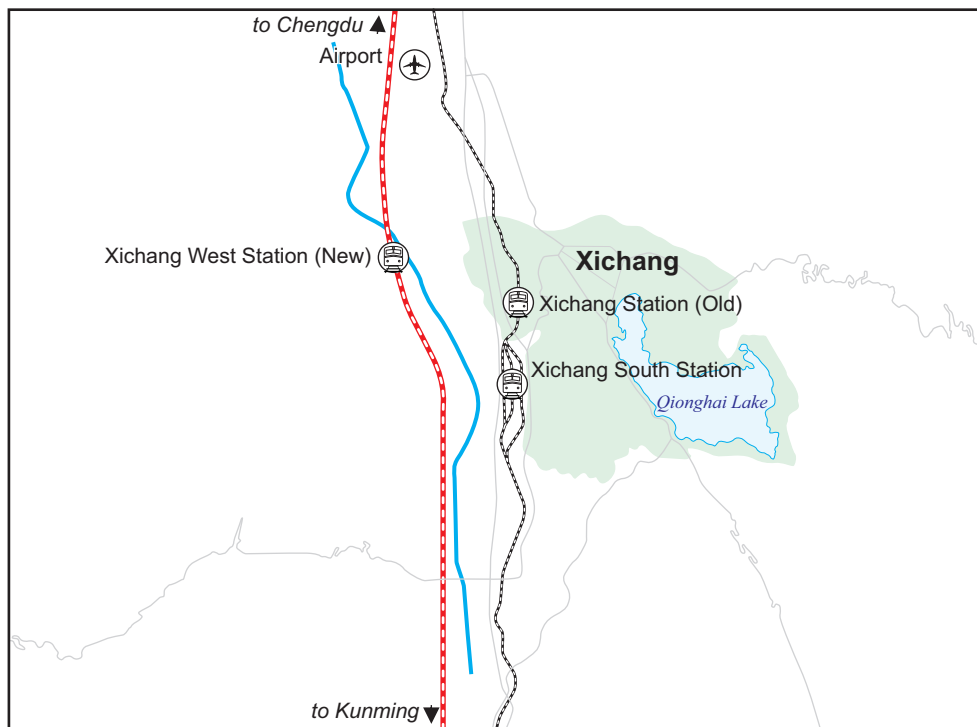 to Chengdu
Airport
Xichang West Station (New)
Xichang
Xichang Station (Old)
Xichang South Station
Qionghai Lake
to Kunming